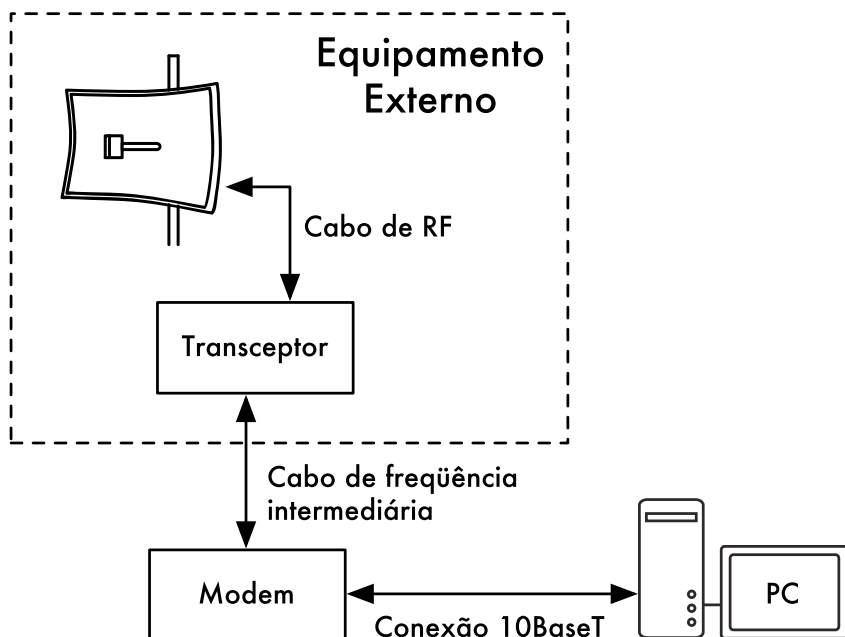 Equipamento
Externo
Cabo de RF
Transceptor
Cabo de freqüência
intermediária
Modem
PC
Conexão 10BaseT